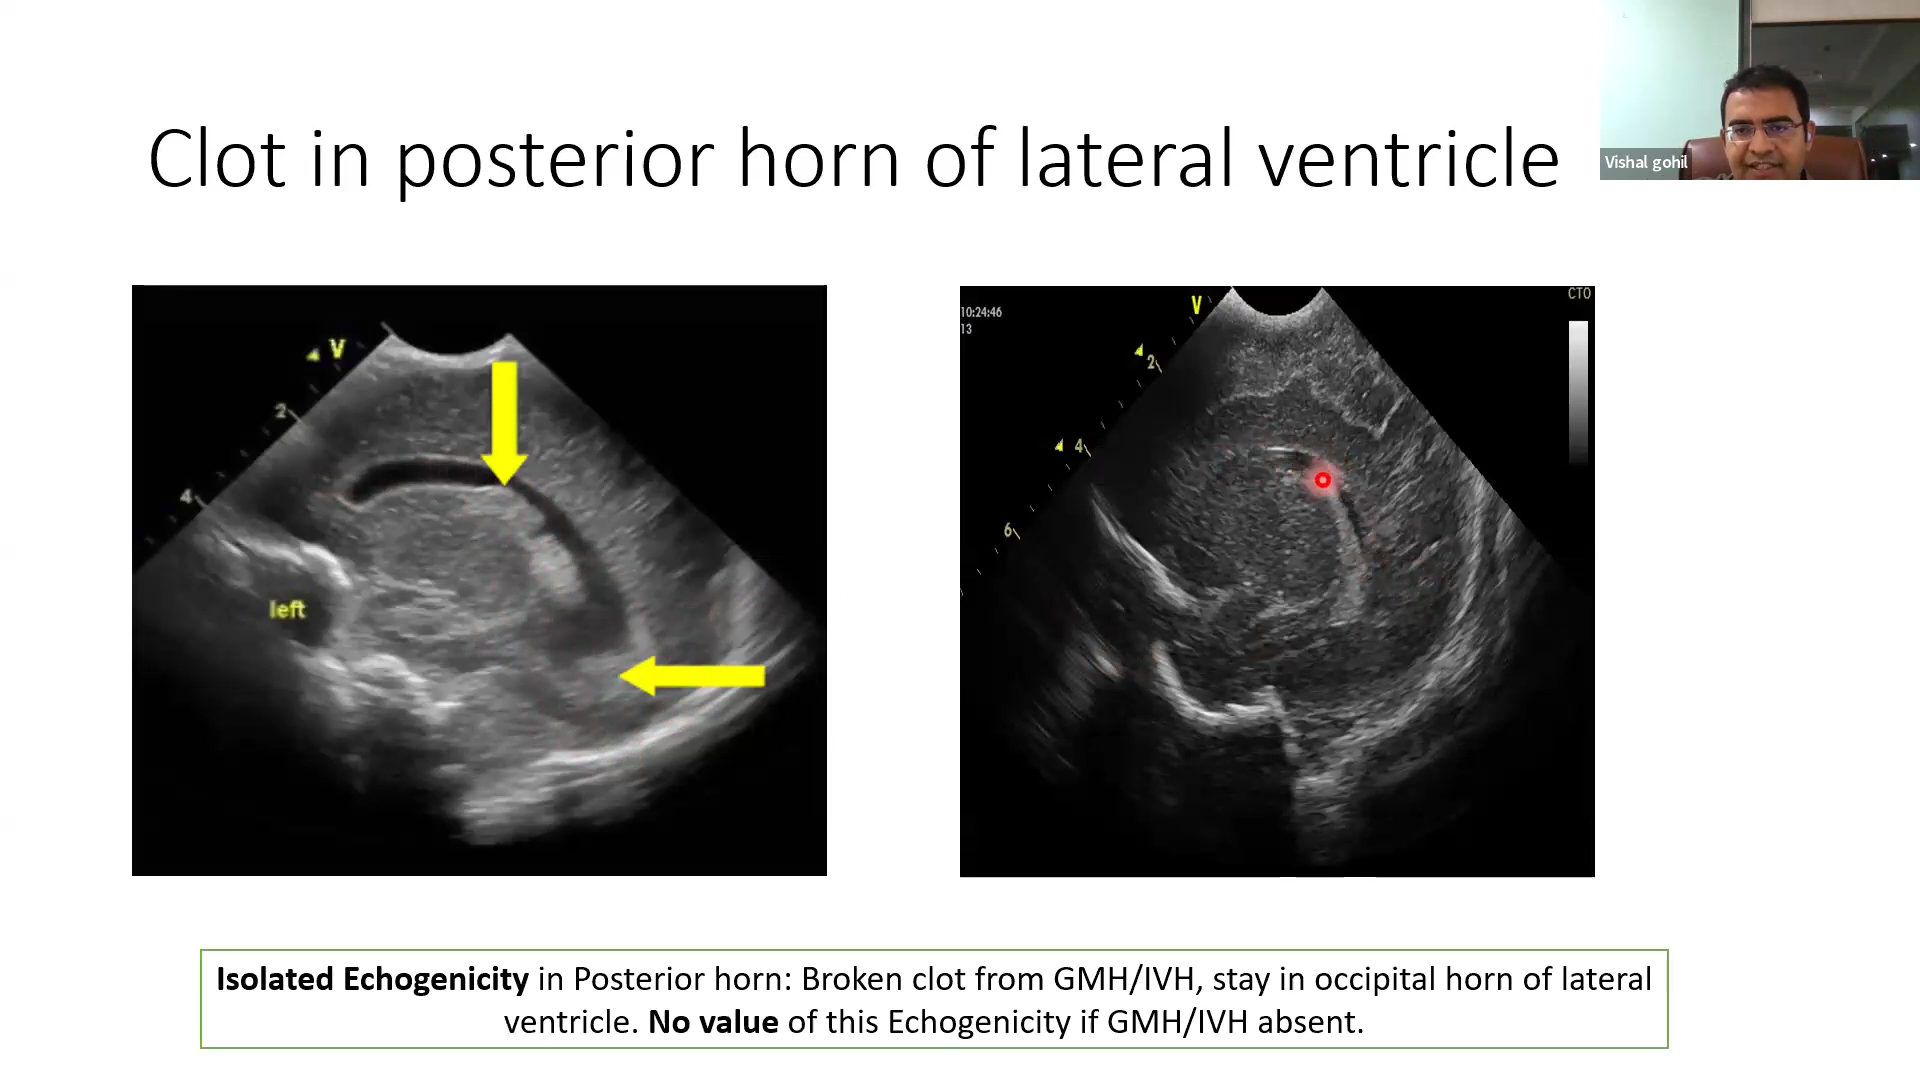 Clot in posterior horn of lateral ventricle
Vishal gohil
V
2
4
left
10:24:46
13
V
2
4
6
CTO
Isolated Echogenicity in Posterior horn: Broken clot from GMH/IVH, stay in occipital horn of lateral
ventricle. No value of this Echogenicity if GMH/IVH absent.